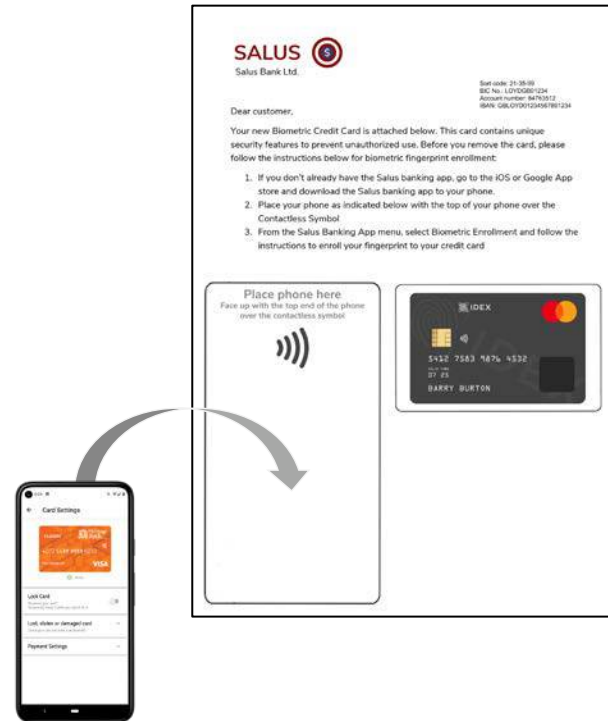 SALUS
Salus Bank Ltd.
Sort code: 21-35-99
Account number: 84763512
Dear customer,
Your new Biometric Credit Card is attached below. This card contains unique
security features to prevent unauthorized use. Before you remove the card, please
follow the instructions below for biometric fingerprint enrollment:
1. If you don't already have the Salus banking app, go to the iOS or Google App
store and download the Salus banking app to your phone.
2. Place your phone as indicated below with the top of your phone over the
Contactless Symbol
3. From the Salus Banking App menu, select Biometric Enrollment and follow the
instructions to enroll your fingerprint to your credit card
Place phone here
Face up with the top end of the phone
over the contactless symbol
IDEX
5412 7583 9876 4532
BARRY BURTON
Card Settings
VISA
Lock Card
Lost, stolen or damaged card
Payment Settings